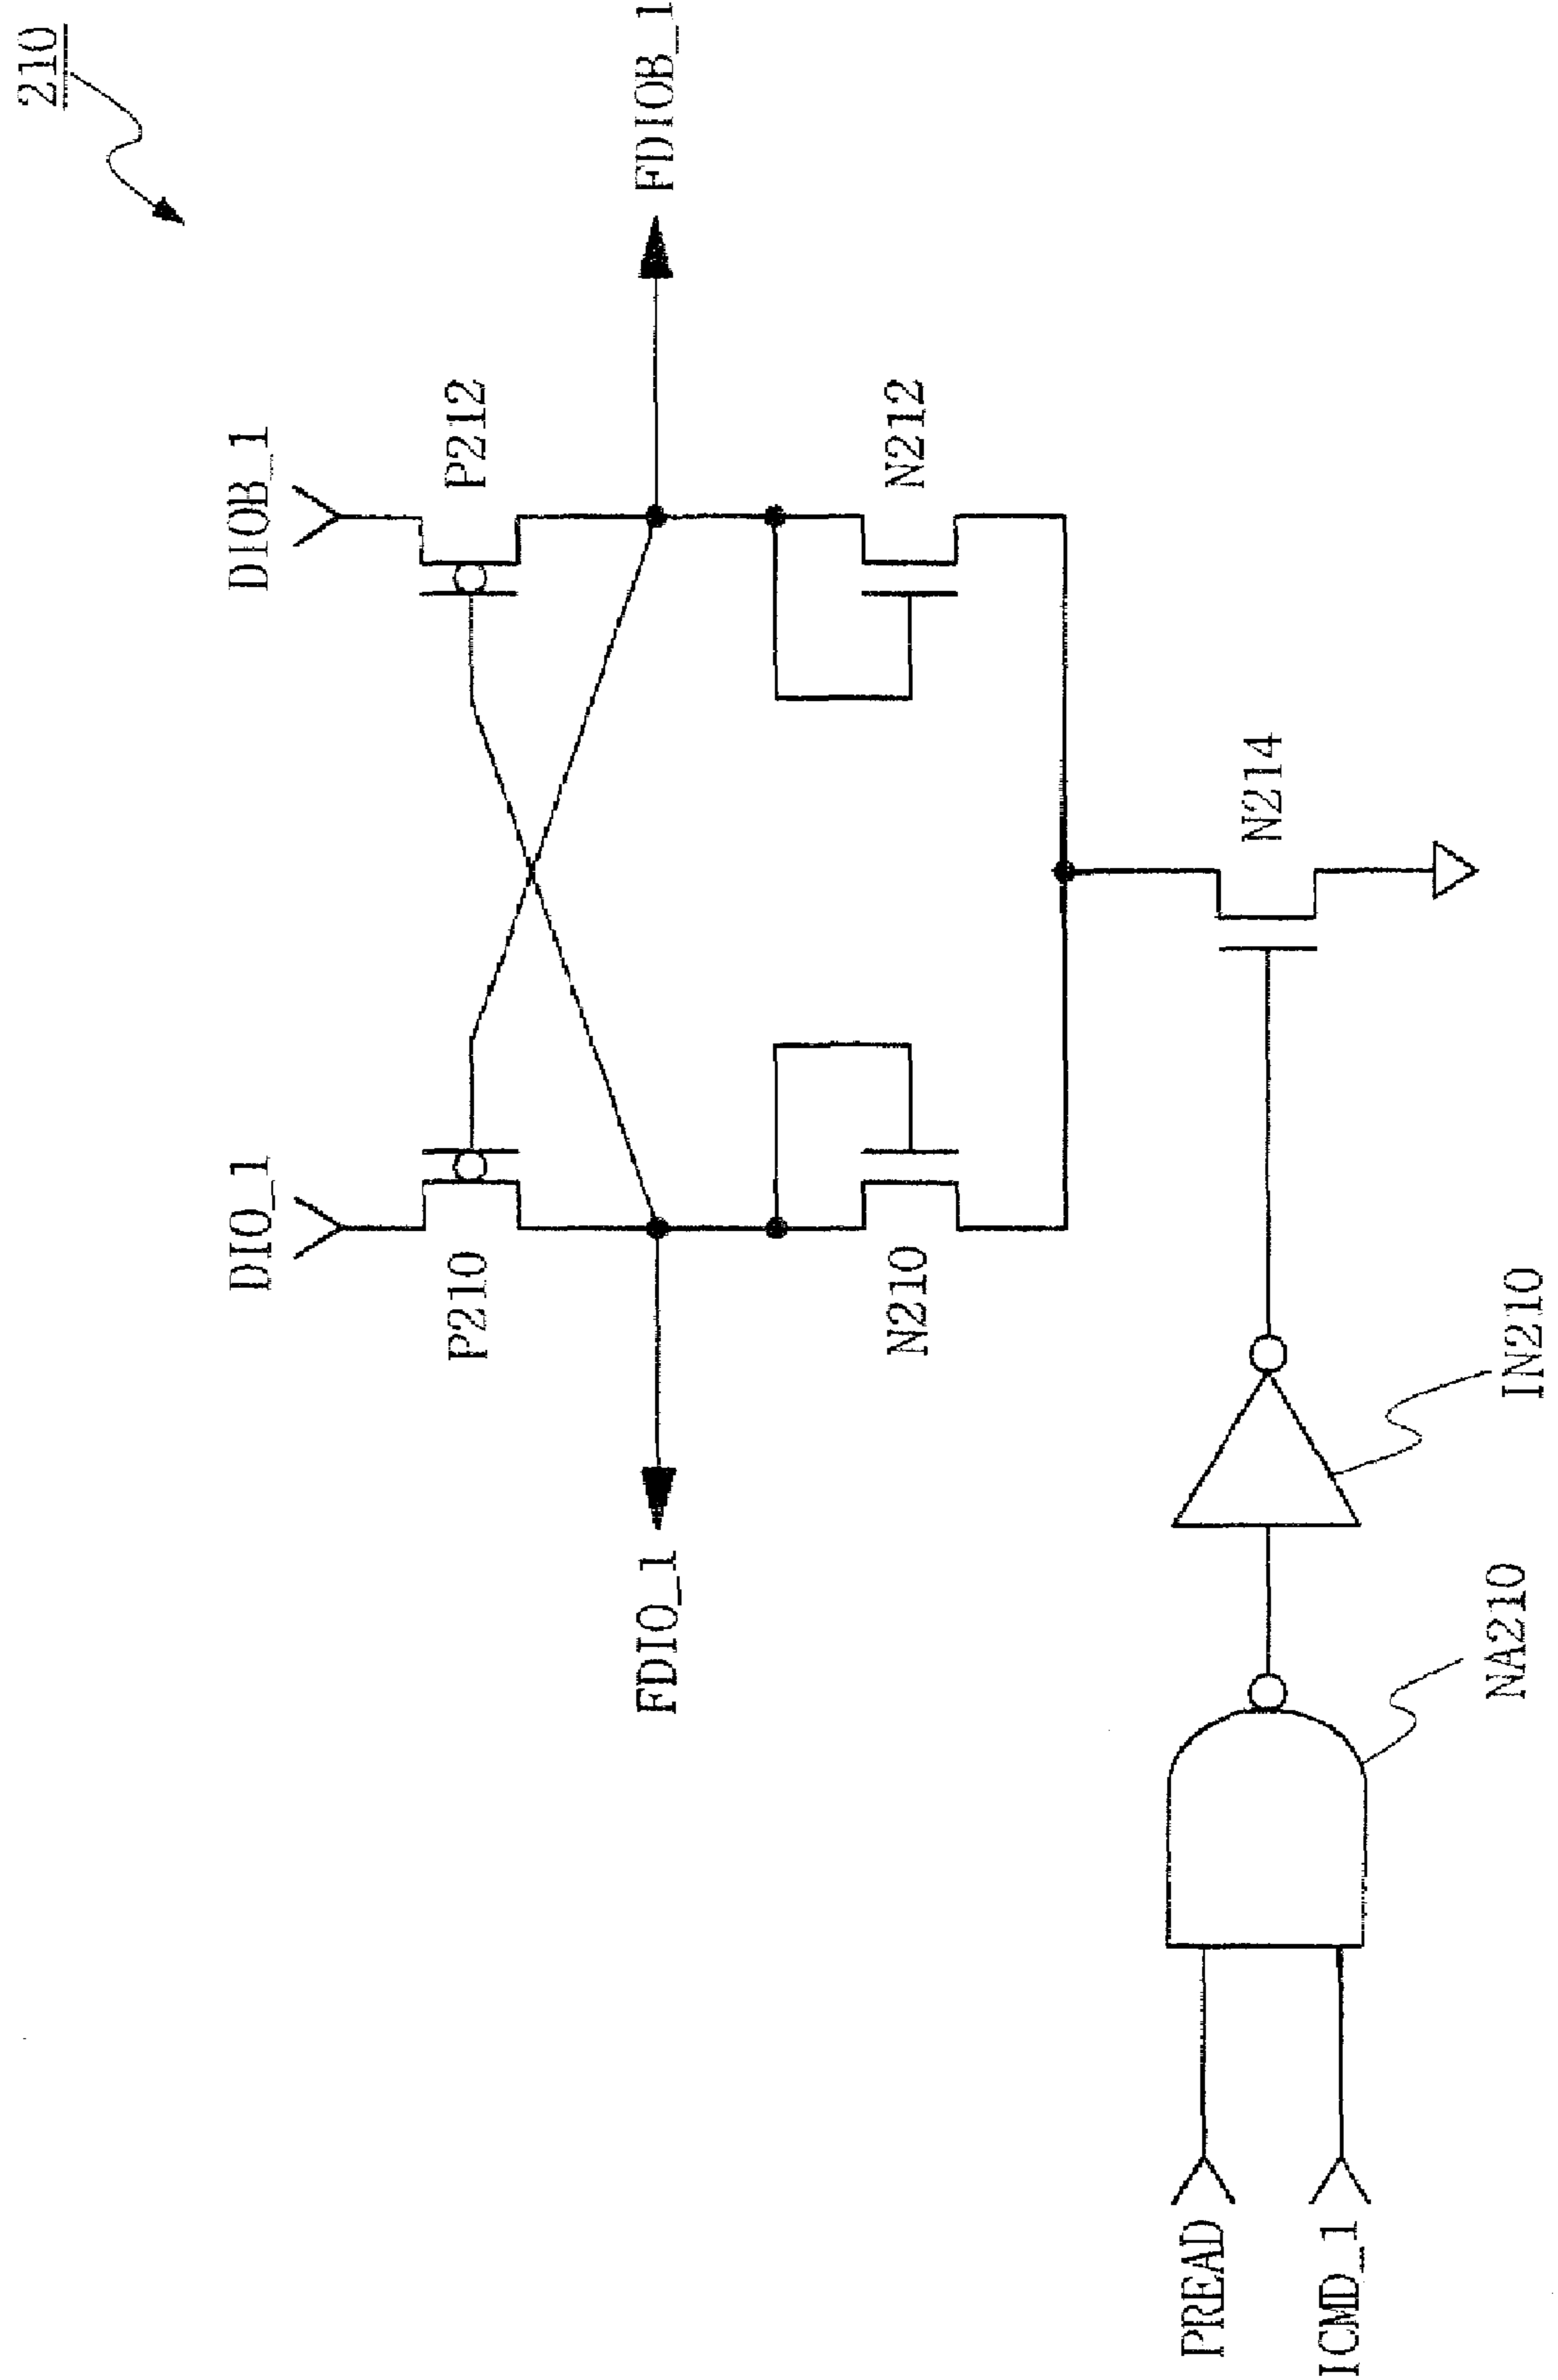 210
DIO_1
DIOB_1
P210
P212
FDIO_1
FDIOB_1
N210
N212
N214
PREAD
ICMD_1
NA210
IN210